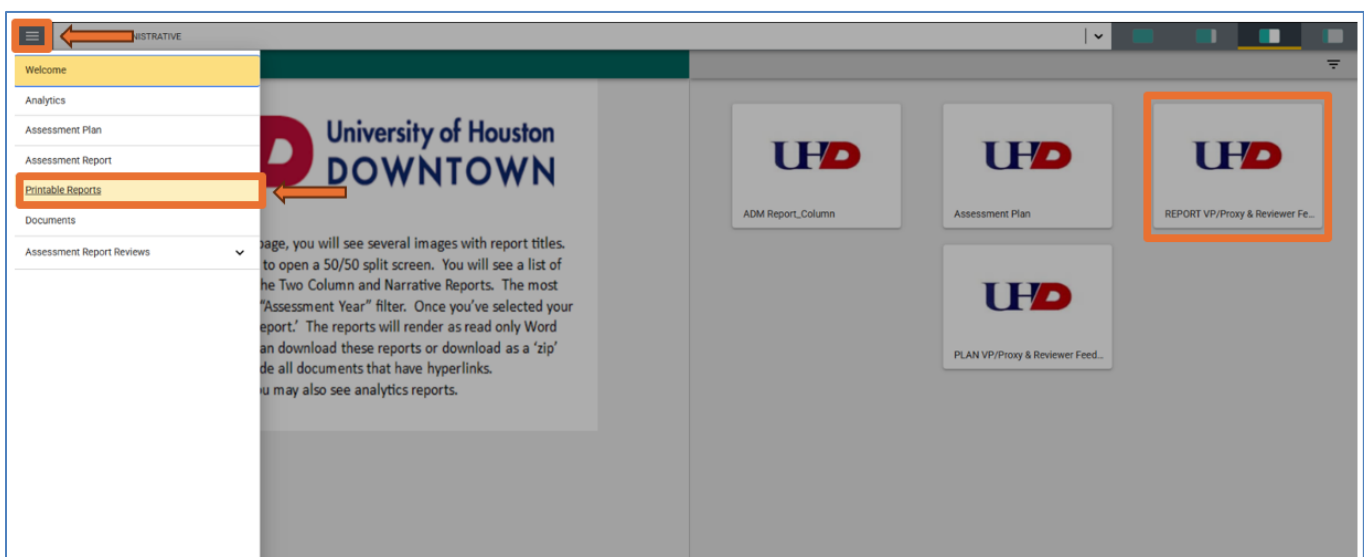 NISTRATIVE
Welcome
Analytics
Assessment Plan
Assessment Report
Printable Reports
Documents
Assessment Report Reviews
University of Houston
DOWNTOWN
page, you will see several images with report titles.
to open a 50/50 split screen. You will see a list of
he Two Column and Narrative Reports. The most
“Assessment Year” filter. Once you’ve selected your
eport.’ The reports will render as read only Word
an download these reports or download as a ‘zip’
de all documents that have hyperlinks.
u may also see analytics reports.
UHD
ADM Report_Column
UHD
Assessment Plan
UHD
REPORT VP/Proxy & Reviewer Fe...
UHD
PLAN VP/Proxy & Reviewer Feed...